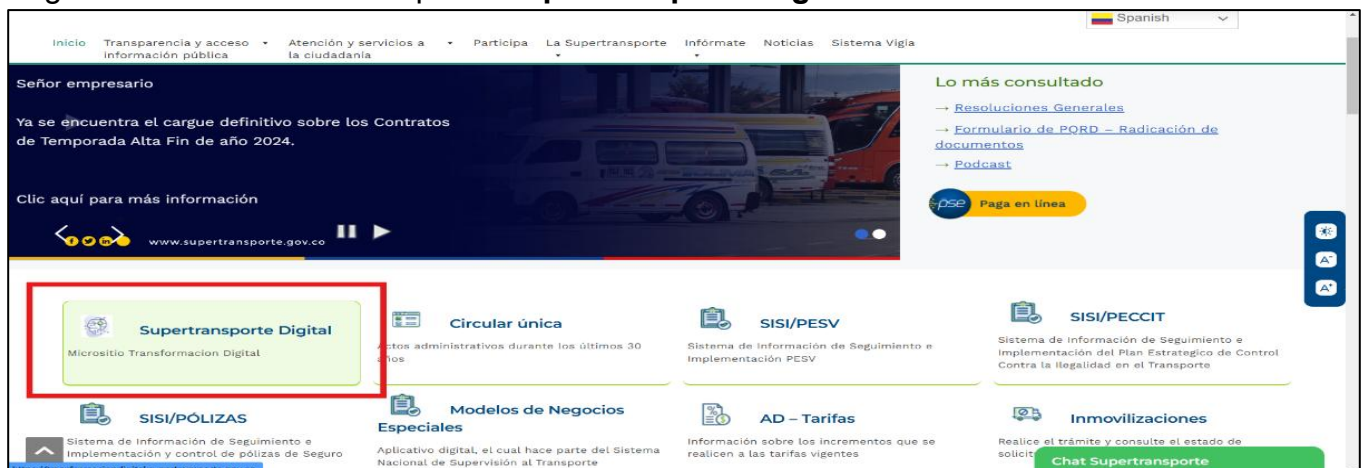 Spanish
Inicio Transparencia y acceso información pública Atención y servicios a la ciudadanía Participa La Supertransporte Infórmate Noticias Sistema Vigía
Señor empresario
Ya se encuentra el cargue definitivo sobre los Contratos
de Temporada Alta Fin de año 2024.
Clic aquí para más información
www.supertransporte.gov.co
Lo más consultado
→ Resoluciones Generales
→ Formulario de PQRD – Radicación de
documentos
→ Podcast
pse Paga en línea
A-
A+
Supertransporte Digital
Micrositio Transformacion Digital
Circular única
Actos administrativos durante los últimos 30
años
SISI/PESV
Sistema de Información de Seguimiento e
Implementación PESV
SISI/PECCIT
Sistema de Información de Seguimiento e
Implementación del Plan Estrategico de Control
Contra la Ilegalidad en el Transporte
SISI/PÓLIZAS
Sistema de Información de Seguimiento e
Implementación y control de pólizas de Seguro
Modelos de Negocios
Especiales
Aplicativo digital, el cual hace parte del Sistema
Nacional de Supervisión al Transporte
AD – Tarifas
Información sobre los incrementos que se
realicen a las tarifas vigentes
Inmovilizaciones
Realice el trámite y consulte el estado de
Chat Supertransporte